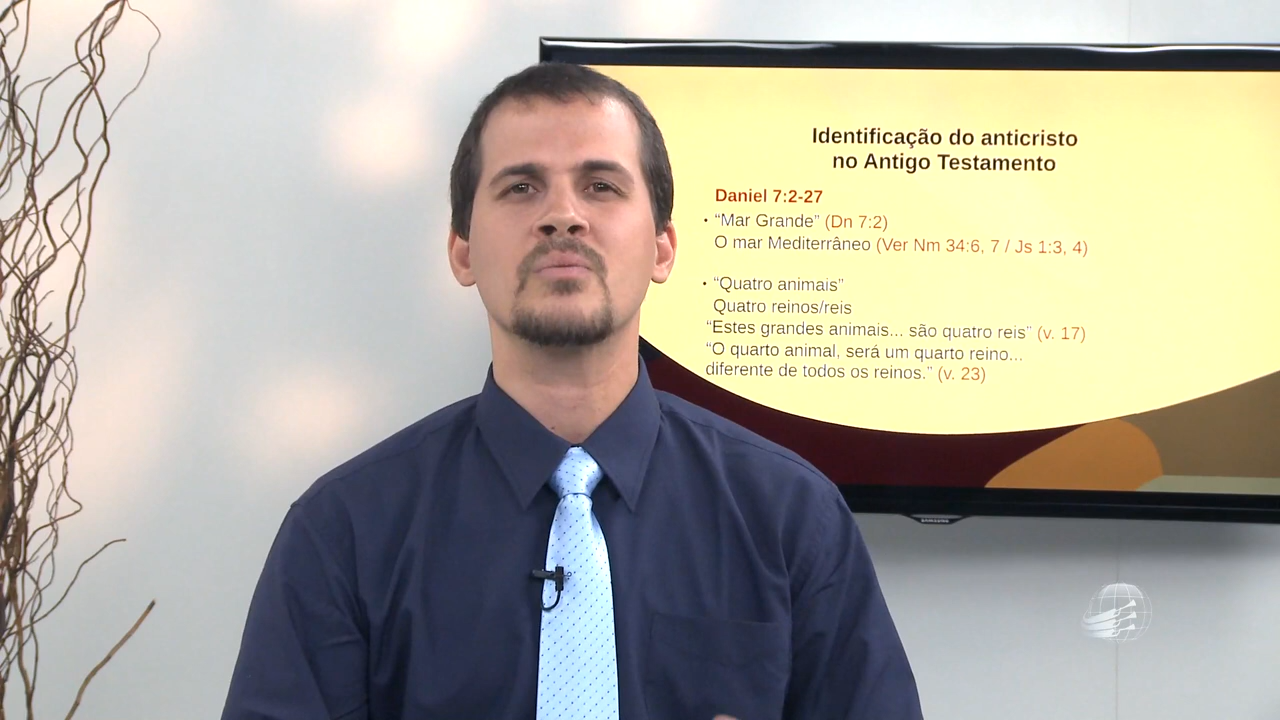 Identificação do anticristo
no Antigo Testamento
Daniel 7:2-27
• “Mar Grande” (Dn 7:2)
O mar Mediterrâneo (Ver Nm 34:6, 7 / Js 1:3, 4)
• “Quatro animais”
Quatro reinos/reis
“Estes grandes animais... são quatro reis” (v. 17)
“O quarto animal, será um quarto reino...
diferente de todos os reinos.” (v. 23)